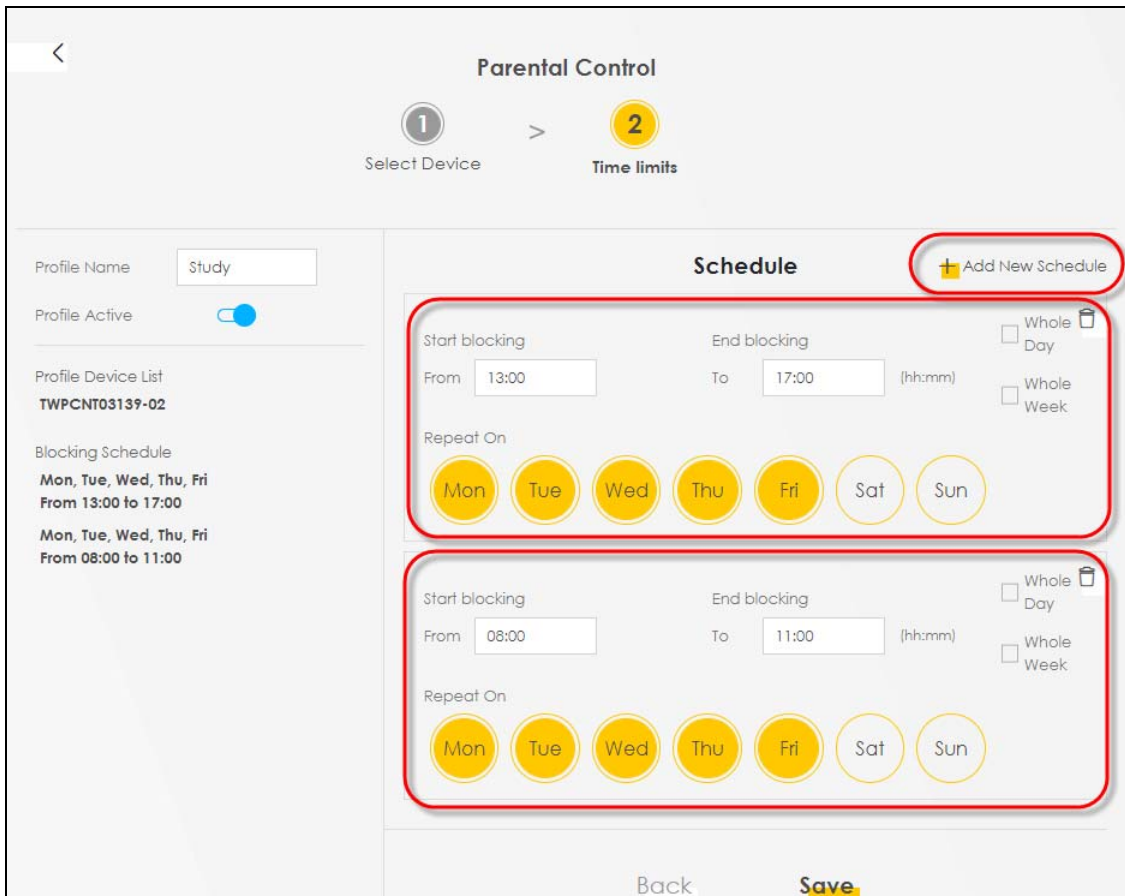 Parental Control
1 > 2
Select Device Time limits
Profile Name Study
Profile Active
Profile Device List
TWPCNT03139-02
Blocking Schedule
Mon, Tue, Wed, Thu, Fri
From 13:00 to 17:00
Mon, Tue, Wed, Thu, Fri
From 08:00 to 11:00
Schedule + Add New Schedule
Start blocking End blocking
Whole Day
From 13:00 To 17:00 (hh:mm)
Whole Week
Repeat On
Mon Tue Wed Thu Fri Sat Sun
Start blocking End blocking
Whole Day
From 08:00 To 11:00 (hh:mm)
Whole Week
Repeat On
Mon Tue Wed Thu Fri Sat Sun
Back Save